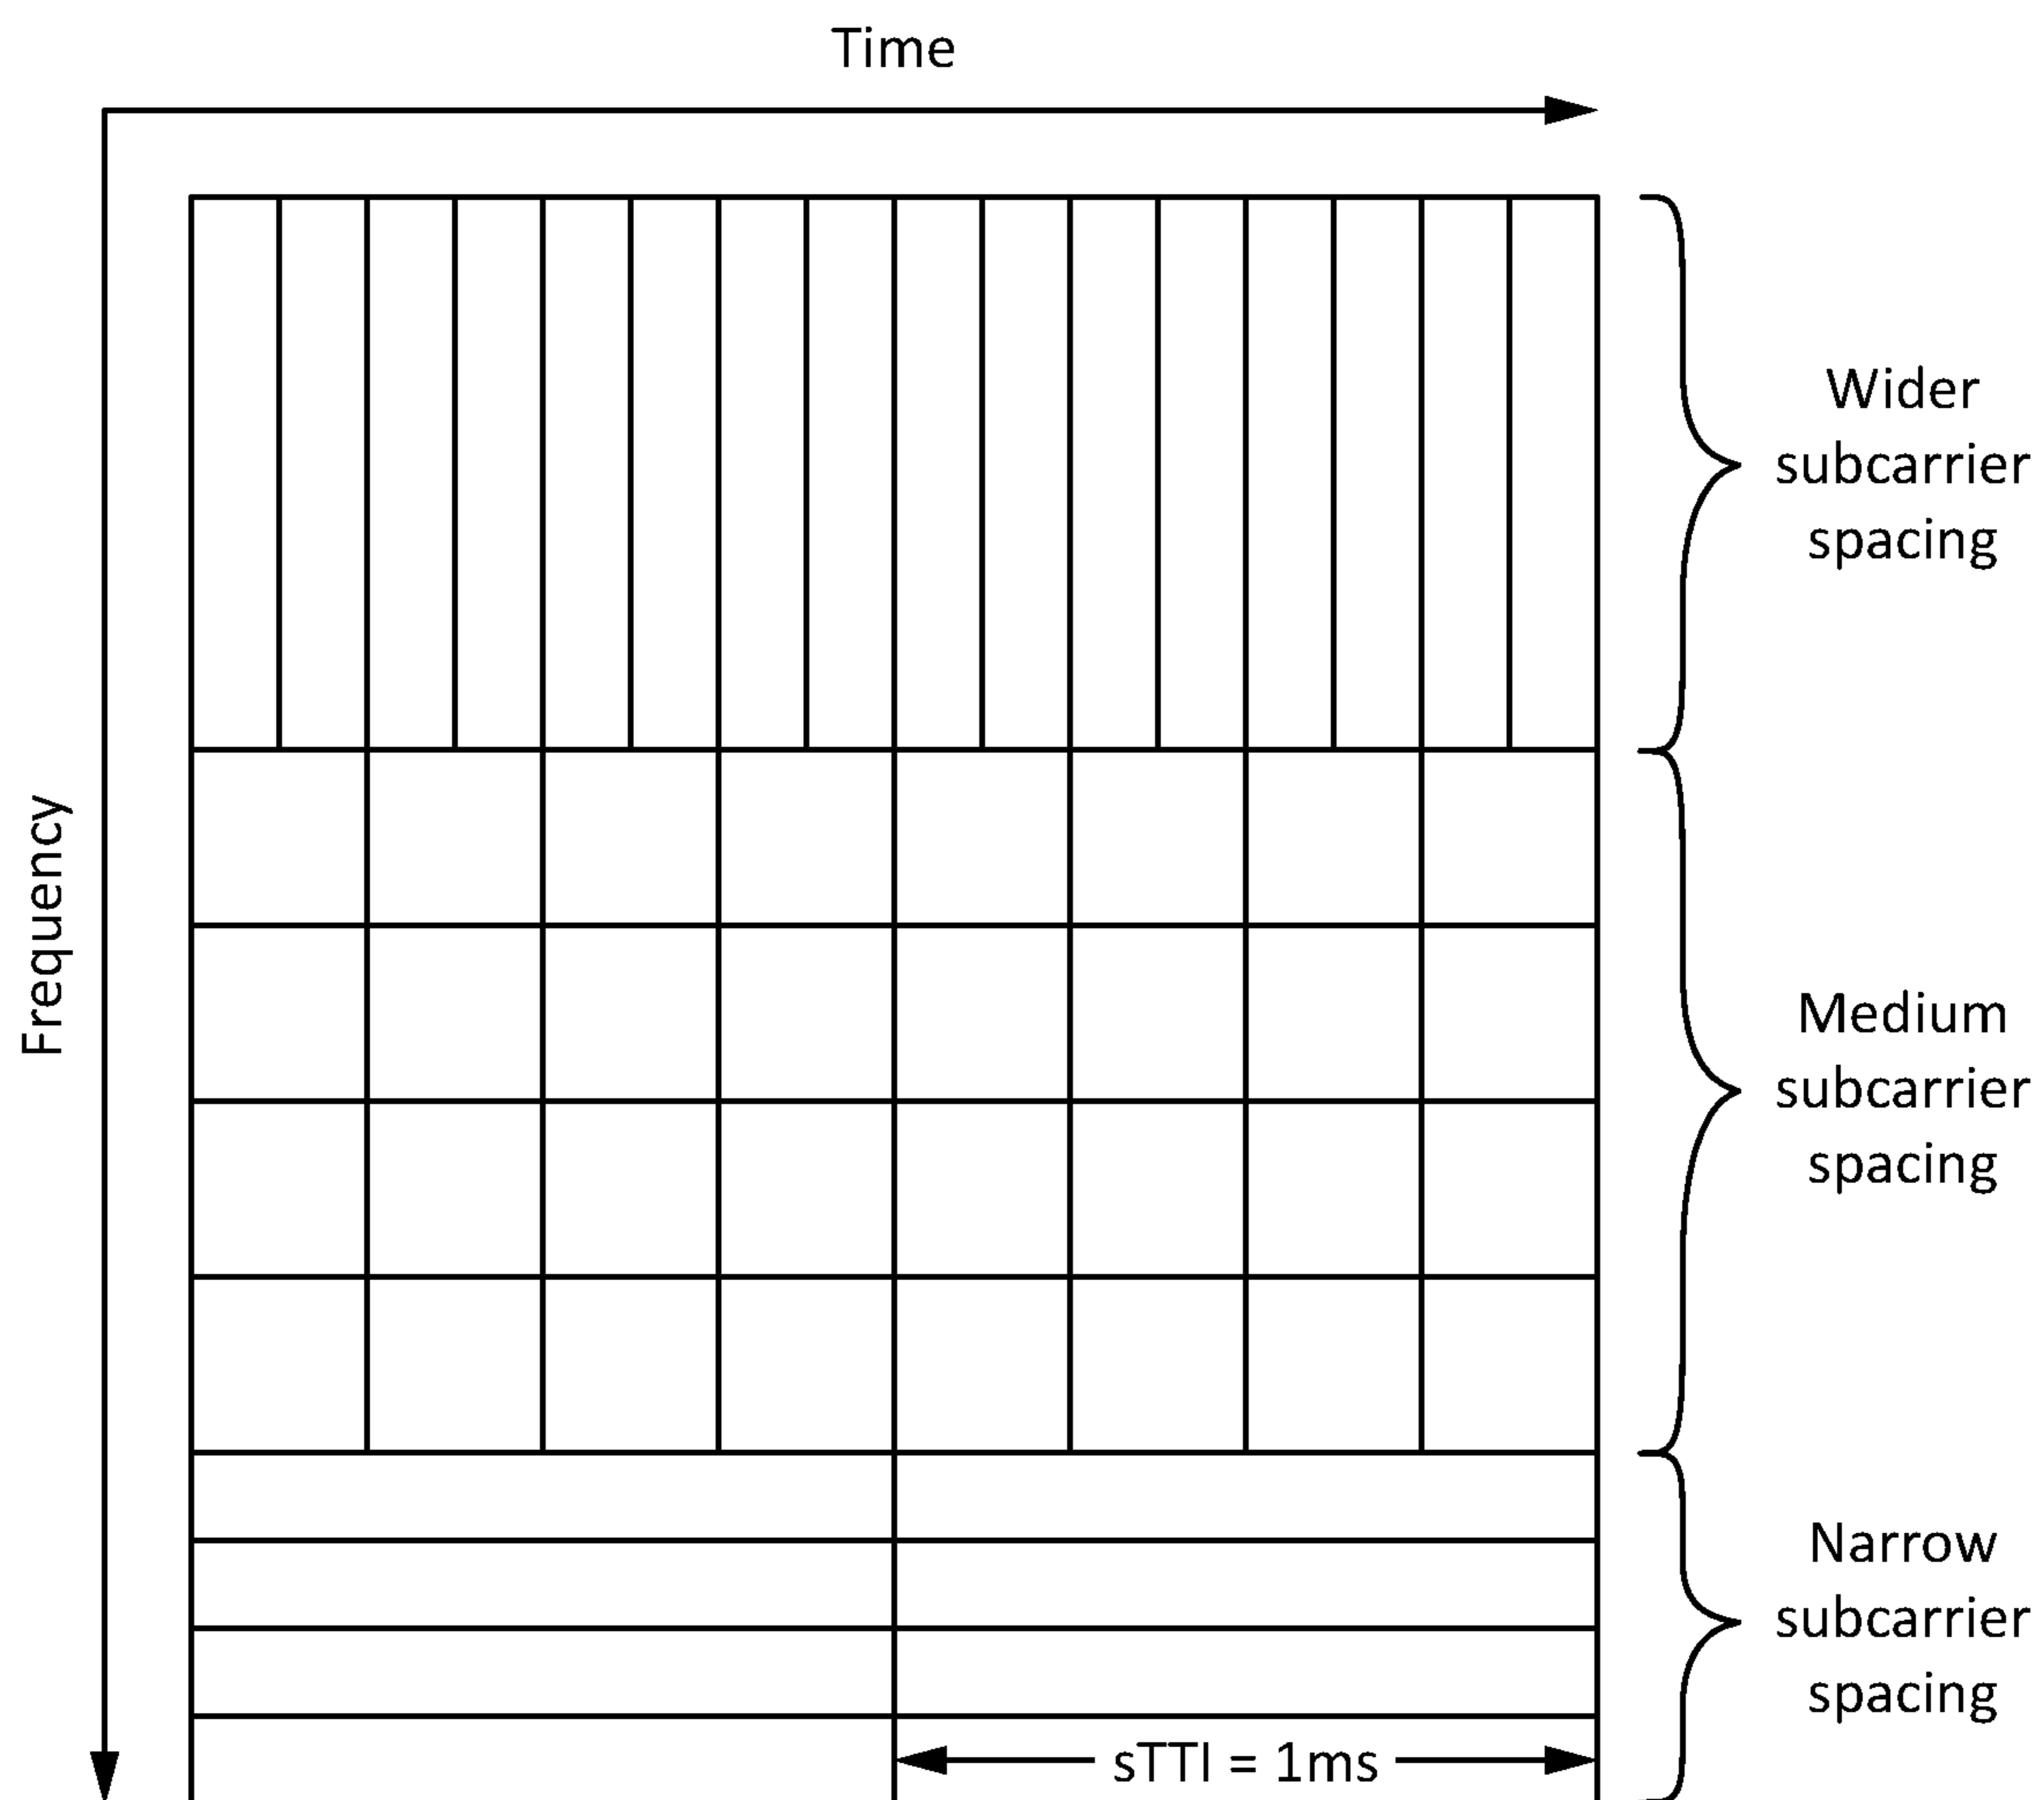 Time
Frequency
Wider
subcarrier
spacing
Medium
subcarrier
spacing
Narrow
subcarrier
spacing
sTTI = 1ms